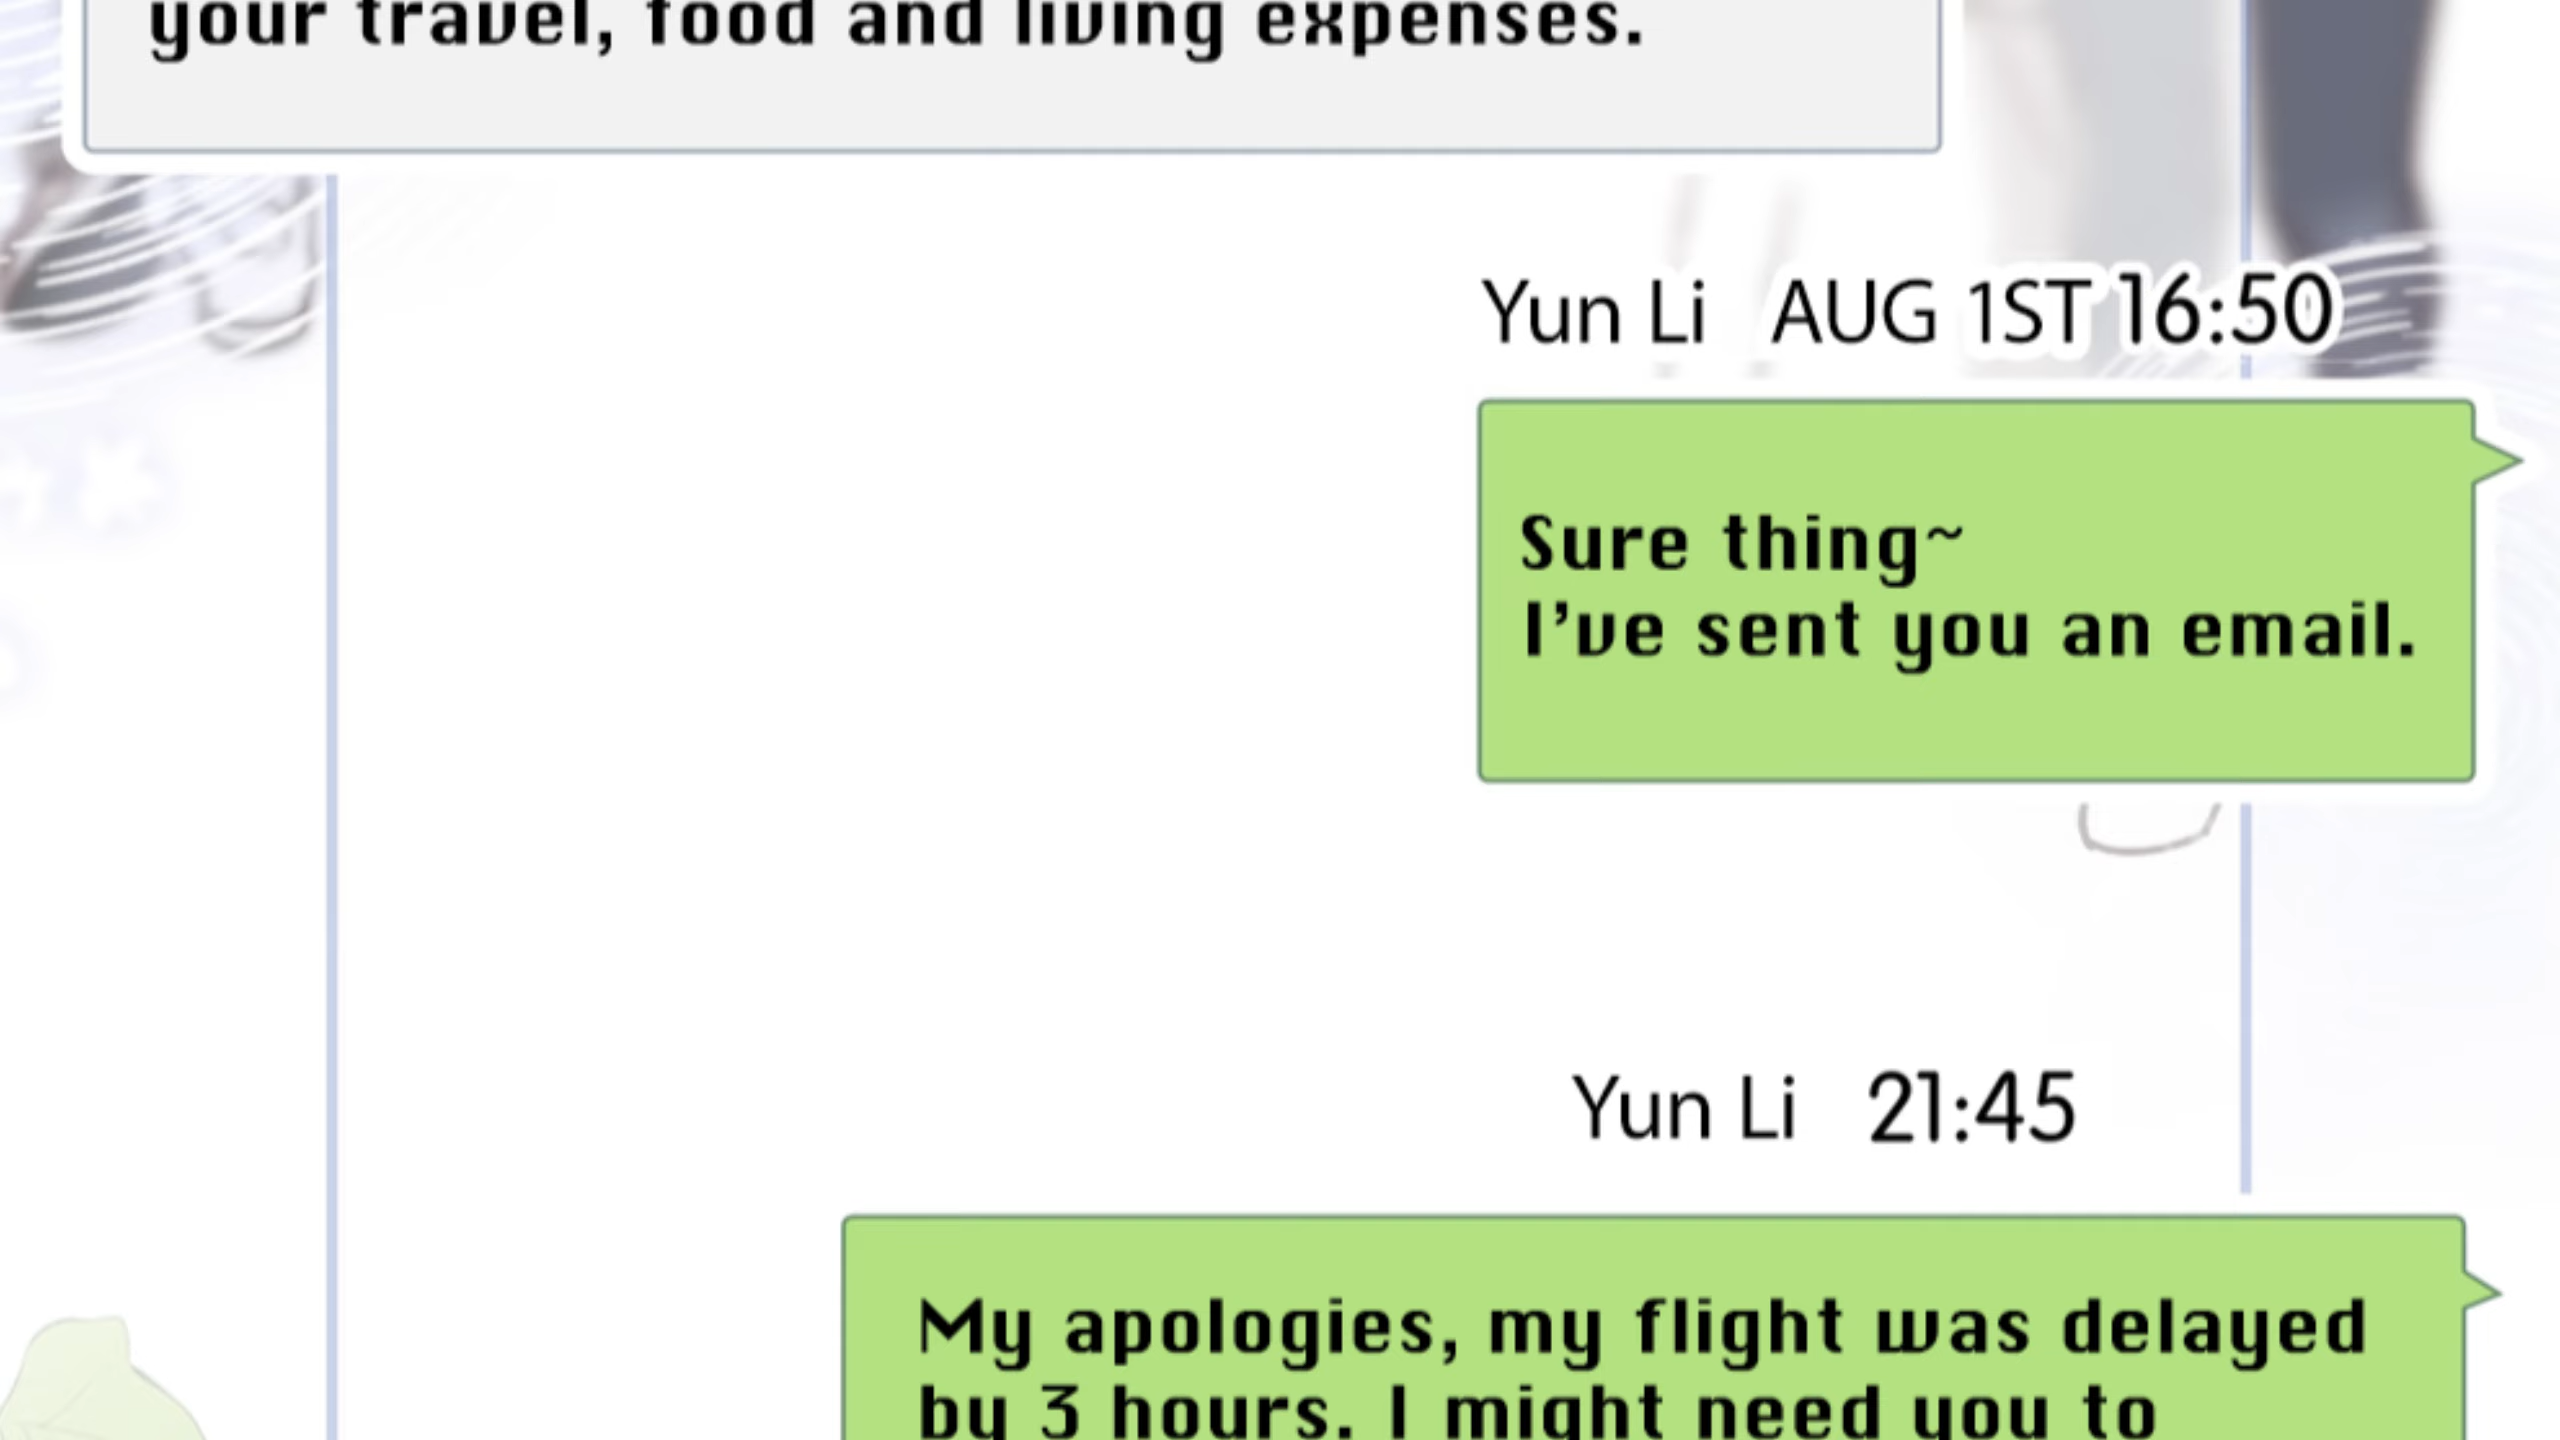 your travel, food and living expenses.
Yun Li AUG 1ST 16:50
Sure thing~
I've sent you an email.
Yun Li 21:45
My apologies, my flight was delayed
by 3 hours. I might need you to